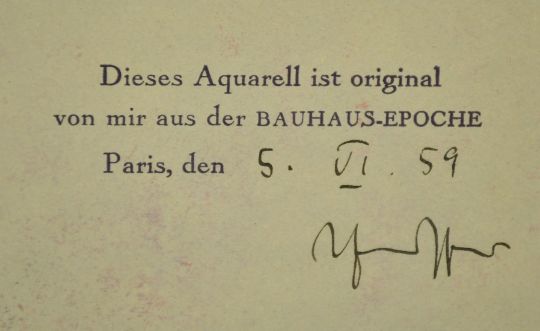 Dieses Aquarell ist original
von mir aus der BAUHAUS-EPOCHE
Paris, den 5. VI. 59